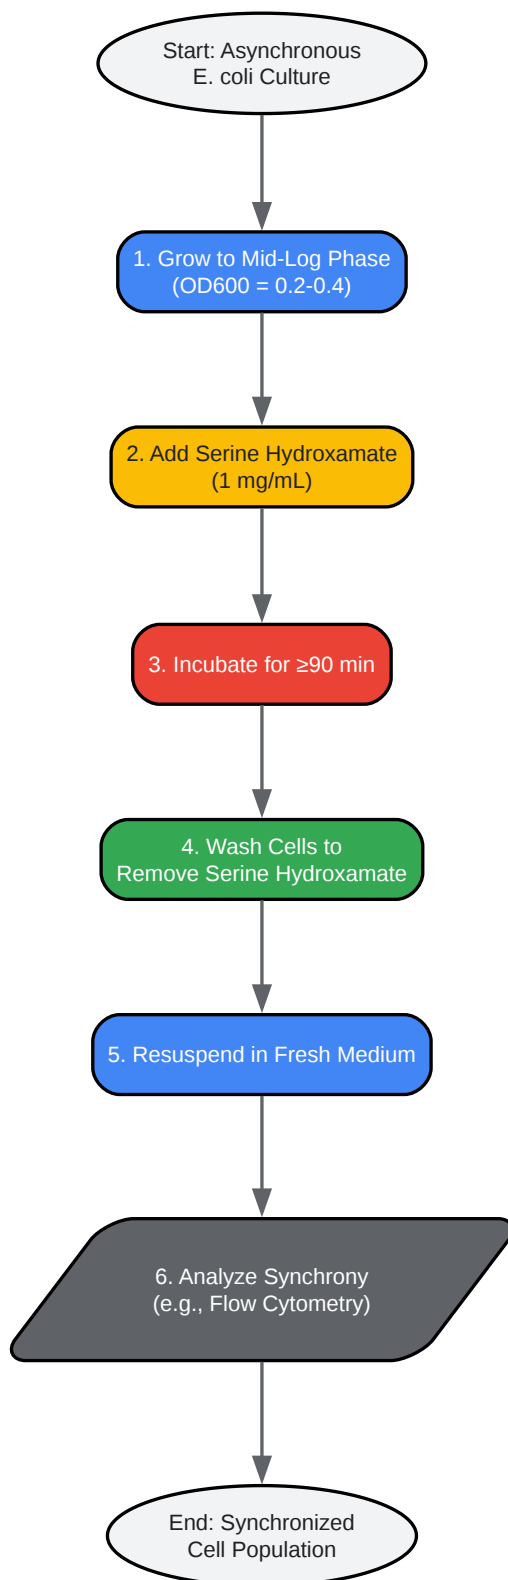 Start: Asynchronous
E. coli Culture
1. Grow to Mid-Log Phase
(OD600 = 0.2-0.4)
2. Add Serine Hydroxamate
(1 mg/mL)
3. Incubate for ≥90 min
4. Wash Cells to
Remove Serine Hydroxamate
5. Resuspend in Fresh Medium
6. Analyze Synchrony
(e.g., Flow Cytometry)
End: Synchronized
Cell Population